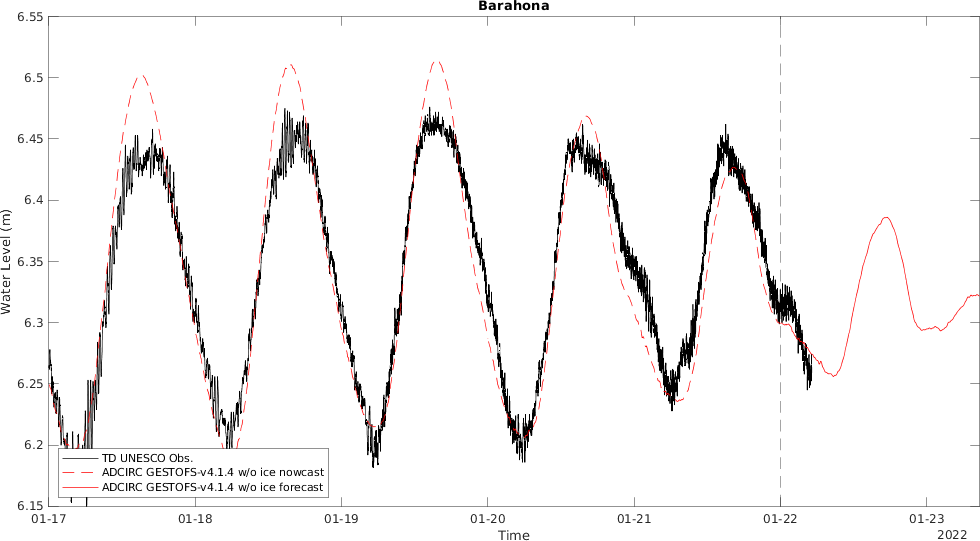 Barahona
6.55
6.5
6.45
6.4
6.35
6.3
6.25
6.2
6.15
Water Level (m)
TD UNESCO Obs.
ADCIRC GESTOFS-v4.1.4 w/o ice nowcast
ADCIRC GESTOFS-v4.1.4 w/o ice forecast
01-17 01-18 01-19 01-20 01-21 01-22 01-23
Time
2022